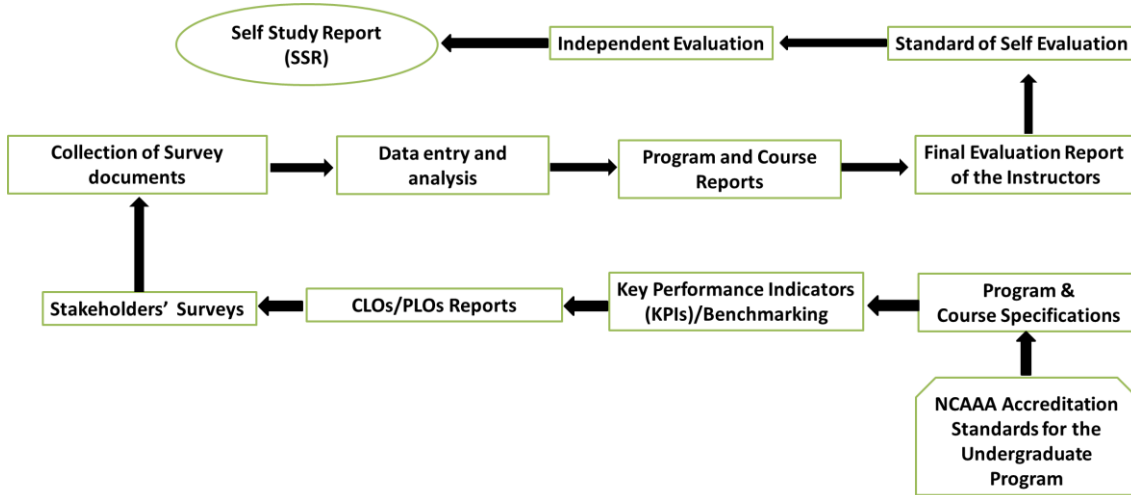 Self Study Report
(SSR)
Independent Evaluation
Standard of Self Evaluation
Collection of Survey
documents
Data entry and
analysis
Program and Course
Reports
Final Evaluation Report
of the Instructors
Stakeholders’ Surveys
CLOs/PLOs Reports
Key Performance Indicators
(KPIs)/Benchmarking
Program &
Course Specifications
NCAAA Accreditation
Standards for the
Undergraduate
Program